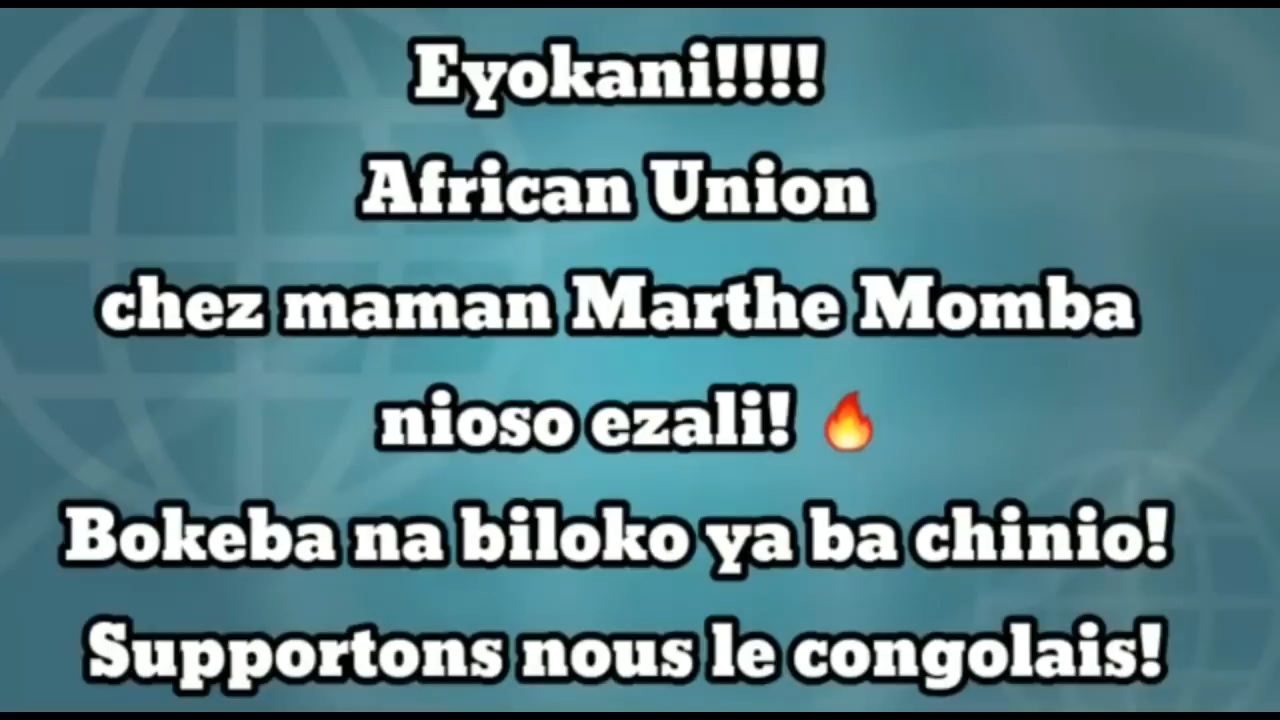 Eyokani!!!!
African Union
chez maman Marthe Momba
nioso ezali! 🔥
Bokeba na biloko ya ba chinio!
Supportons nous le congolais!